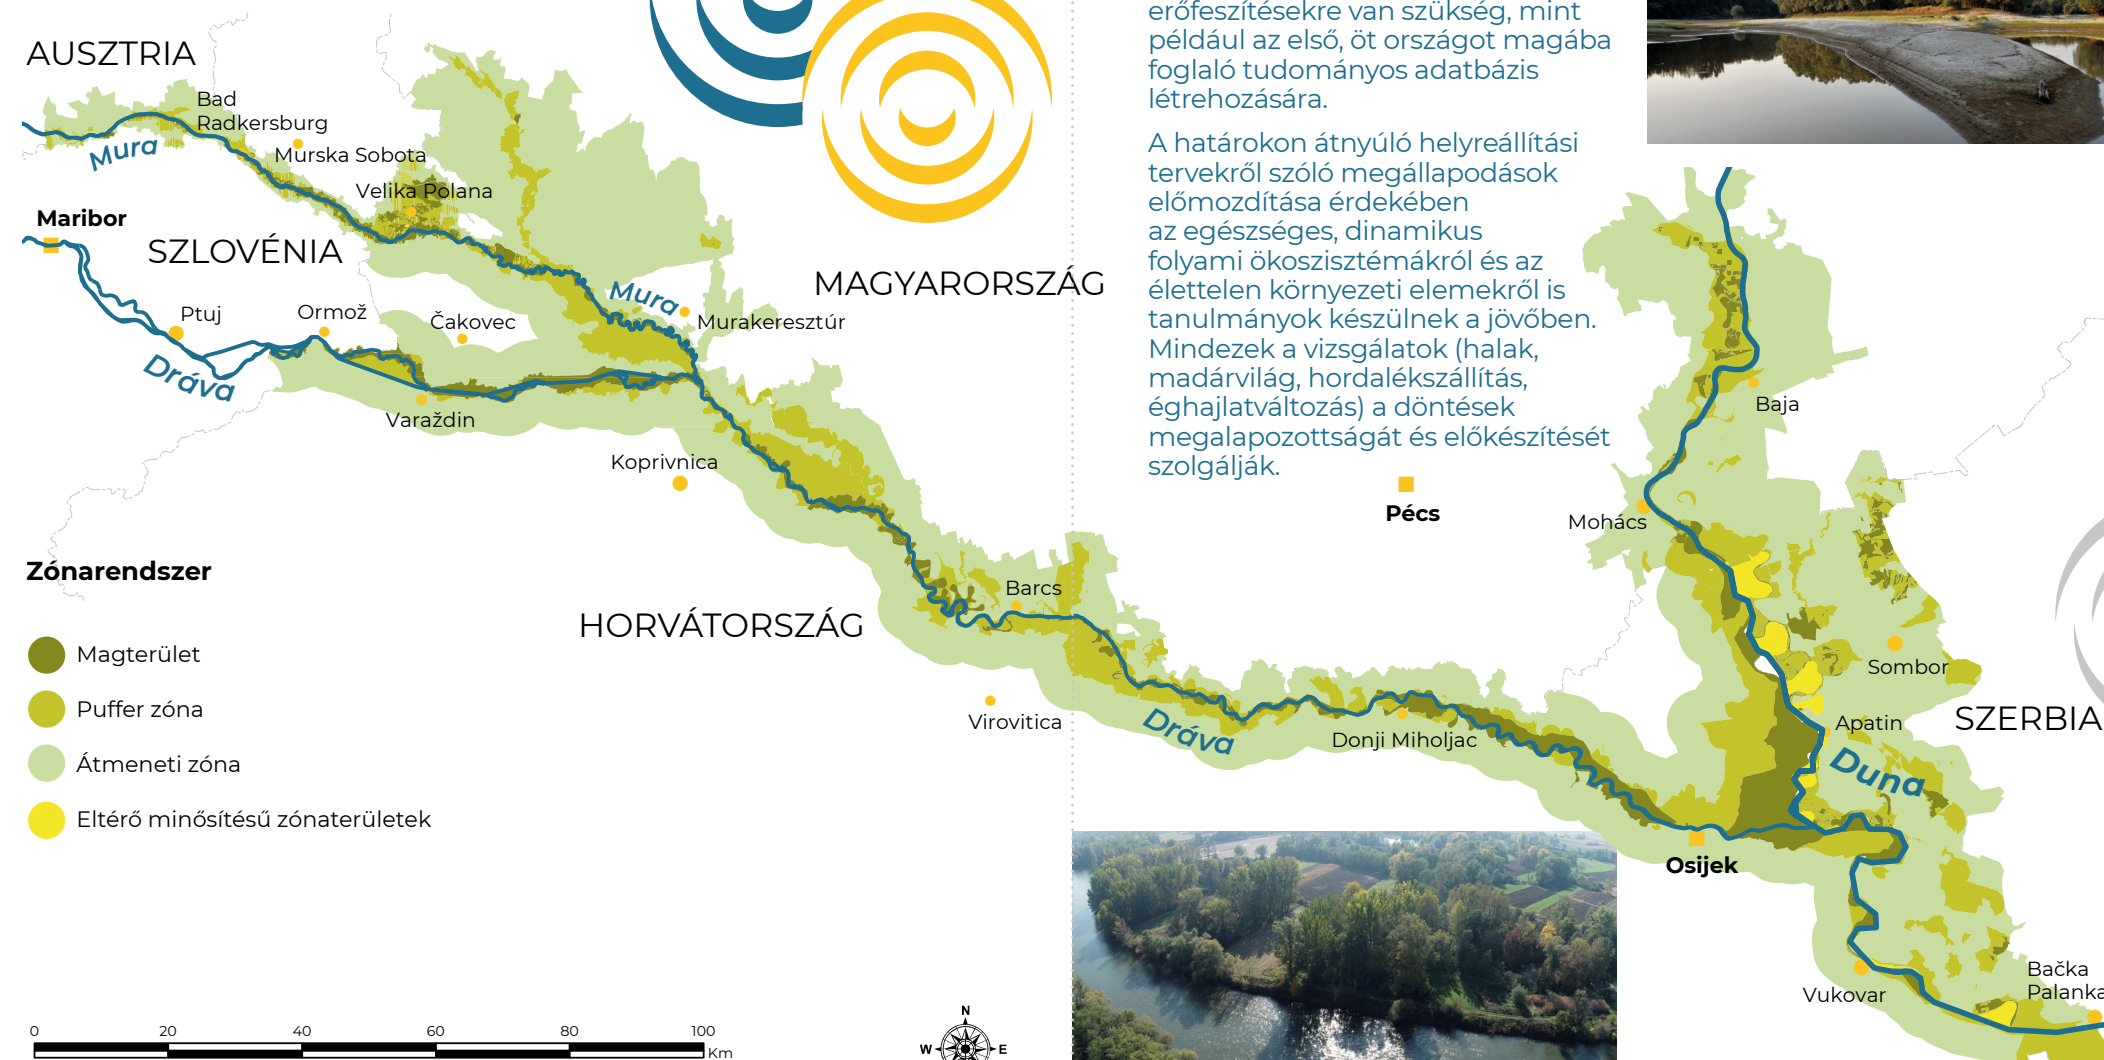 erőfeszítésekre van szükség, mint
például az első, öt országot magába
foglaló tudományos adatbázis
létrehozására.
A határokon átnyúló helyreállítási
tervekről szóló megállapodások
előmozdítása érdekében
az egészséges, dinamikus
folyami ökoszisztémákról és az
élettelen környezeti elemekről is
tanulmányok készülnek a jövőben.
Mindezek a vizsgálatok (halak,
madárvilág, hordalékszállítás,
éghajlatváltozás) a döntések
megalapozottságát és előkészítését
szolgálják.
AUSZTRIA
Bad
Radkersburg
Mura
Murska Sobota
Velika Polana
Maribor
SZLOVÉNIA
MAGYARORSZÁG
Mura
Ptuj
Ormož
Čakovec
Murakeresztúr
Dráva
Varaždin
Koprivnica
Baja
Pécs
Mohács
Zónarendszer
Magterület
Puffer zóna
Átmeneti zóna
Eltérő minősítésű zónaterületek
HORVÁTORSZÁG
Barcs
Virovitica
Dráva
Donji Miholjac
Sombor
Apatin
SZERBIA
Duna
Osijek
Vukovar
Bačka
Palanka
0 20 40 60 80 100
Km
N
W E